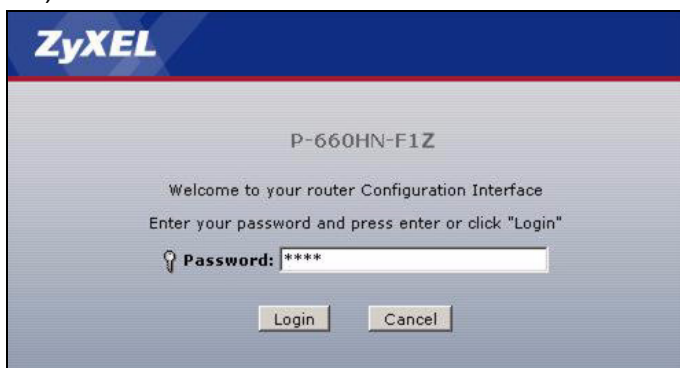 ZyXEL
P-660HN-F1Z
Welcome to your router Configuration Interface
Enter your password and press enter or click "Login"
Password: ****
Login Cancel